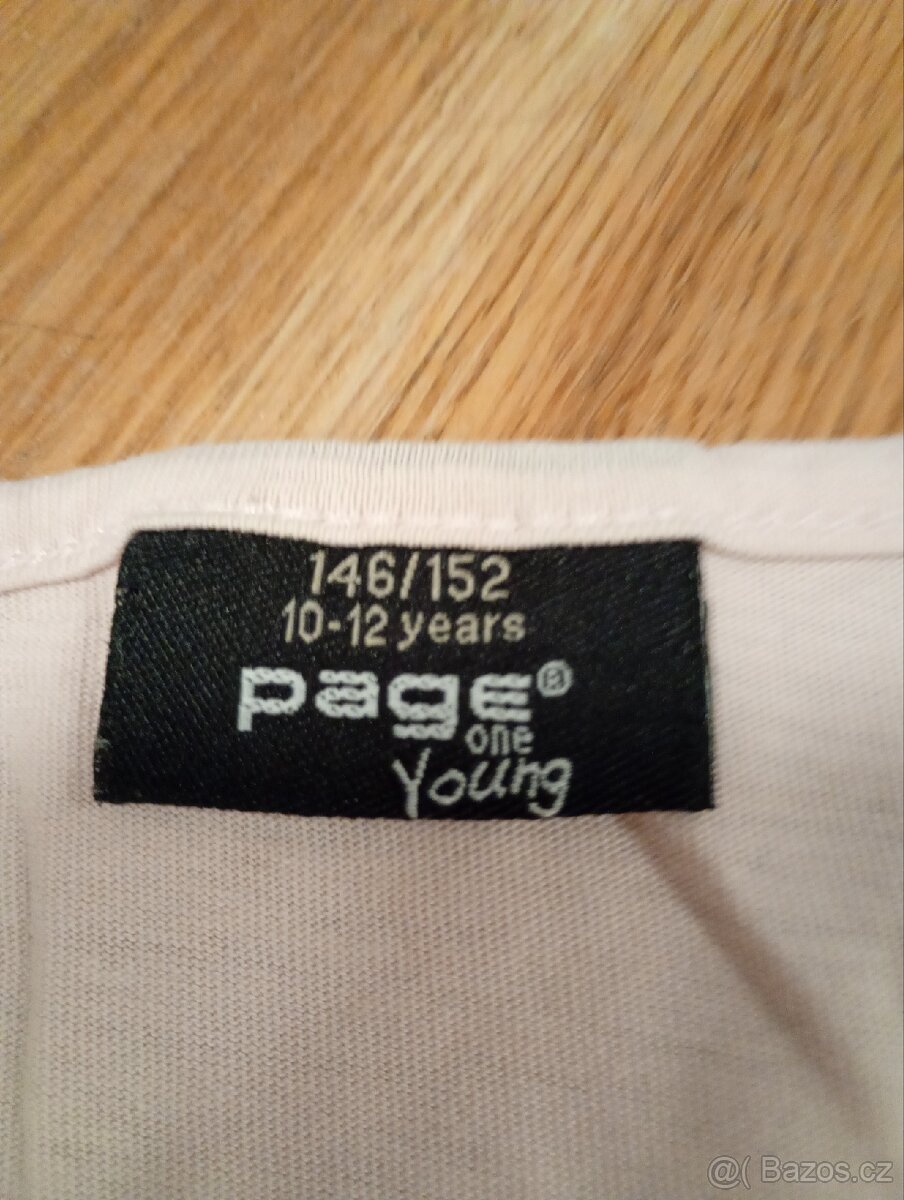 146/152
10-12 years
page®
one
Young
@( Bazos.cz